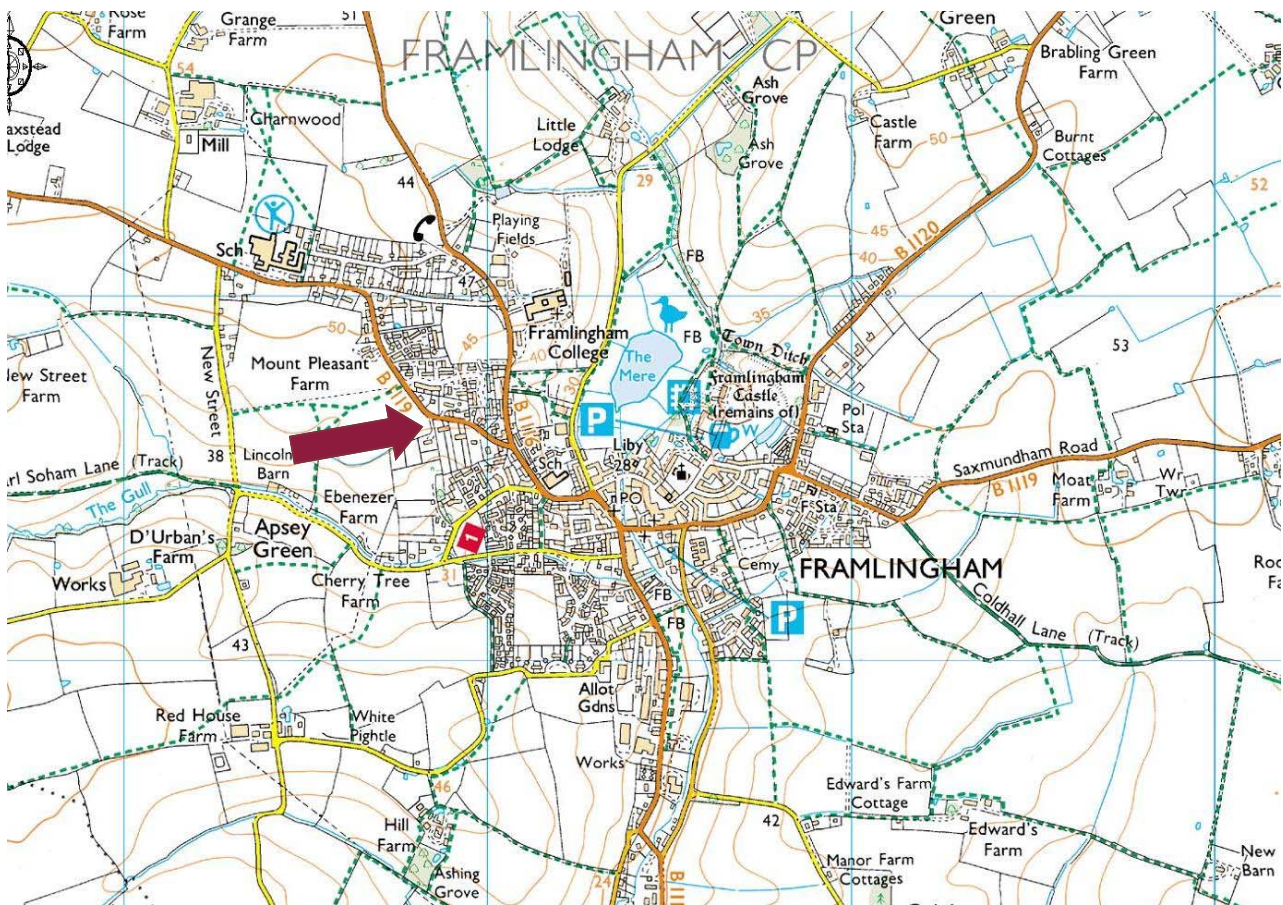 Rose
Farm
Grange
Farm
51
FRAMLINGHAM CP
Green
Brabling Green
Farm
54
Charnwood
Mill
Little
Lodge
Ash
Grove
Ash
Grove
Castle
Farm
50
Burnt
Cottages
Lodge
44
29
52
Playing
Fields
Sch
47
45
40
B 1120
FB
50
45
40
Framlingham
College
FB
35
Town Ditch
The
Mere
53
Mount Pleasant
Farm
New Street
B 1119
30
Framlingham
Castle
(remains of)
P
W
Pol
Sta
New Street
Farm
B 1116
Liby
28
Saxmundham Road
B 1119
38
Lincoln
Barn
Sch
Moat
Farm
Wr
Twr
Soham Lane (Track)
The Gull
Ebenezer
Farm
PO
F Sta
D'Urban's
Farm
Apsey
Green
1
Works
Cherry Tree
Farm
31
Cemy
FRAMLINGHAM
FB
FB
P
Coldhall Lane (Track)
43
Allot
Gdns
Red House
Farm
White
Pightle
Works
46
Edward's Farm
Cottage
Hill
Farm
42
Edward's
Farm
Ashing
Grove
24
Manor Farm
Cottages
New
Barn